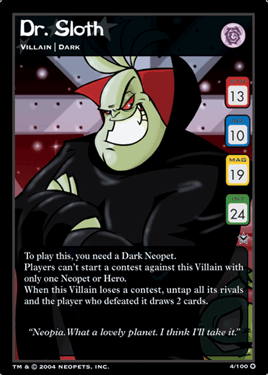 Dr. Sloth
Villain | Dark
13
10
MAG
19
INT
24
To play this, you need a Dark Neopet.
Players can't start a contest against this Villain with
only one Neopet or Hero.
When this Villain loses a contest, untap all its rivals
and the player who defeated it draws 2 cards.
"Neopia. What a lovely planet. I think I'll take it."
TM & © 2004 NEOPETS, INC.
4/100